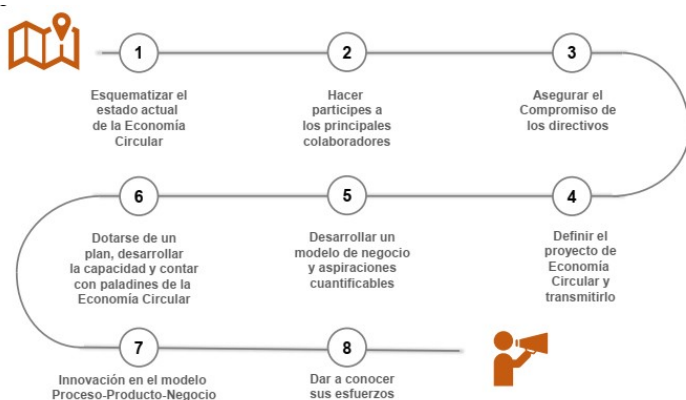 1
Esquematizar el
estado actual
de la Economía
Circular
2
Hacer
participes a
los principales
colaboradores
3
Asegurar el
Compromiso de
los directivos
4
Definir el
proyecto de
Economía
Circular y
transmitirlo
5
Desarrollar un
modelo de negocio
y aspiraciones
cuantificables
6
Dotarse de un
plan, desarrollar
la capacidad y contar
con paladines de la
Economía Circular
7
Innovación en el modelo
Proceso-Producto-Negocio
8
Dar a conocer
sus esfuerzos